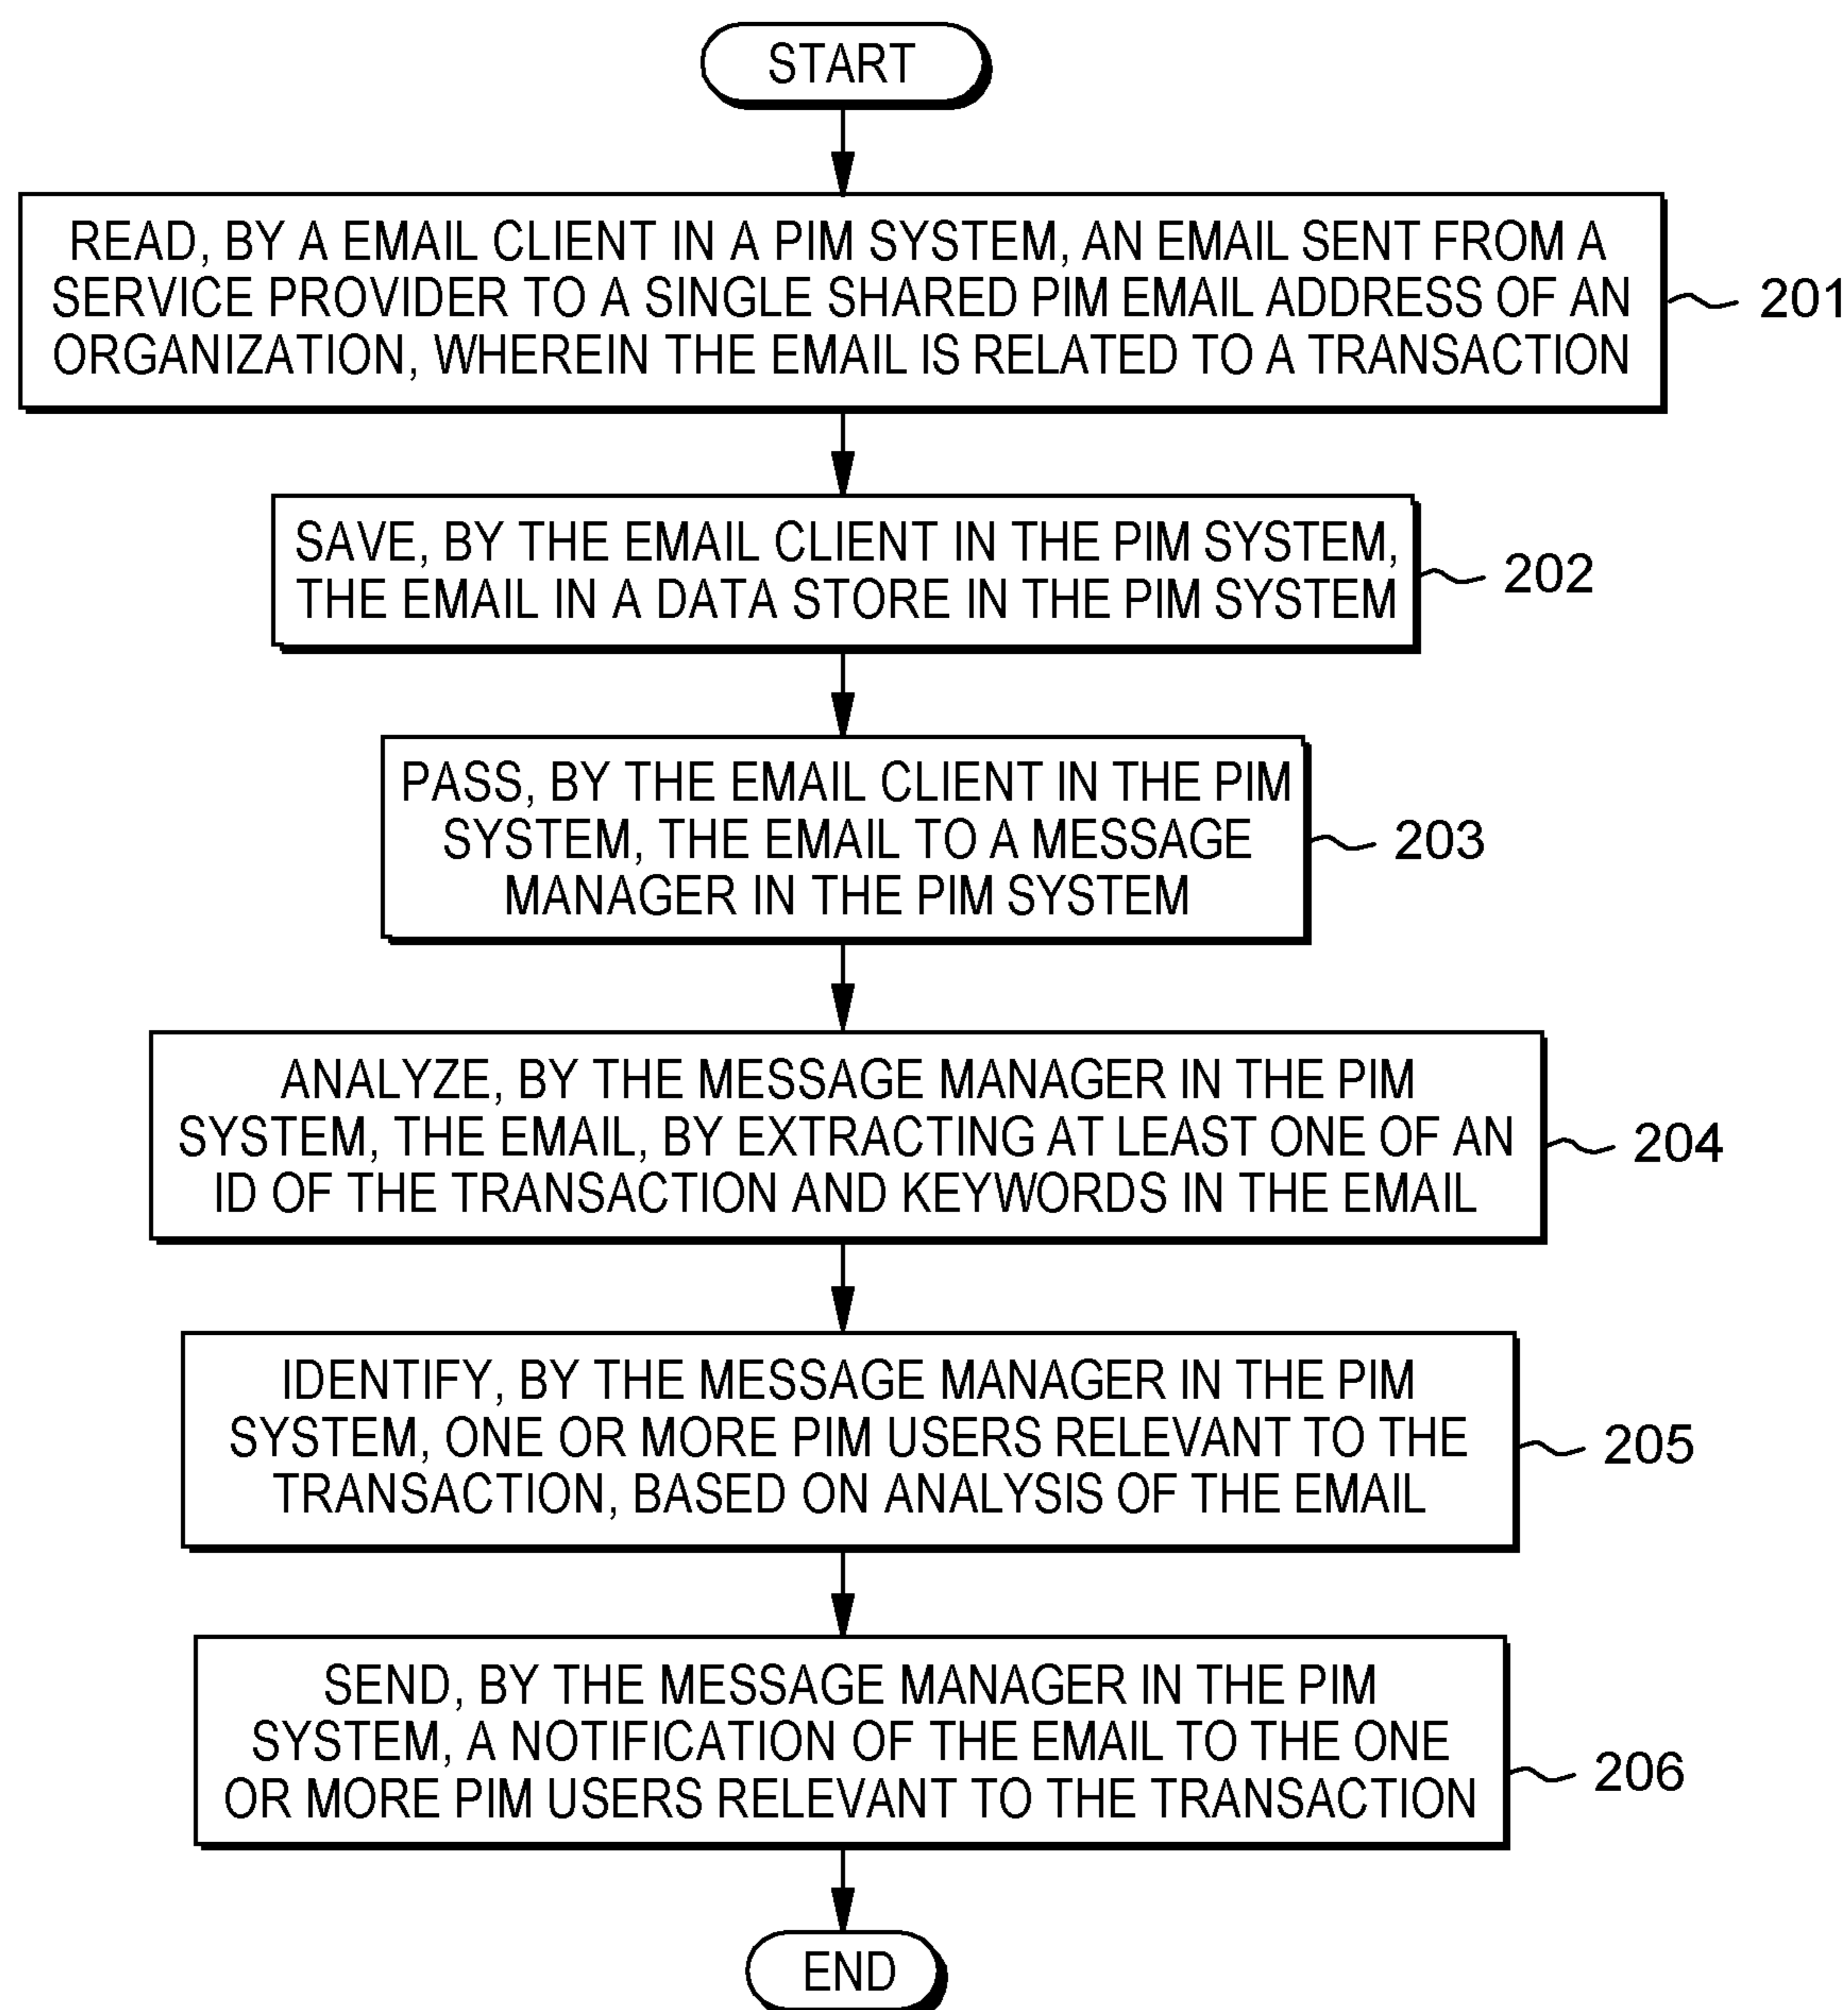 START
READ, BY A EMAIL CLIENT IN A PIM SYSTEM, AN EMAIL SENT FROM A
SERVICE PROVIDER TO A SINGLE SHARED PIM EMAIL ADDRESS OF AN
ORGANIZATION, WHEREIN THE EMAIL IS RELATED TO A TRANSACTION
201
SAVE, BY THE EMAIL CLIENT IN THE PIM SYSTEM,
THE EMAIL IN A DATA STORE IN THE PIM SYSTEM
202
PASS, BY THE EMAIL CLIENT IN THE PIM
SYSTEM, THE EMAIL TO A MESSAGE
MANAGER IN THE PIM SYSTEM
203
ANALYZE, BY THE MESSAGE MANAGER IN THE PIM
SYSTEM, THE EMAIL, BY EXTRACTING AT LEAST ONE OF AN
ID OF THE TRANSACTION AND KEYWORDS IN THE EMAIL
204
IDENTIFY, BY THE MESSAGE MANAGER IN THE PIM
SYSTEM, ONE OR MORE PIM USERS RELEVANT TO THE
TRANSACTION, BASED ON ANALYSIS OF THE EMAIL
205
SEND, BY THE MESSAGE MANAGER IN THE PIM
SYSTEM, A NOTIFICATION OF THE EMAIL TO THE ONE
OR MORE PIM USERS RELEVANT TO THE TRANSACTION
206
END